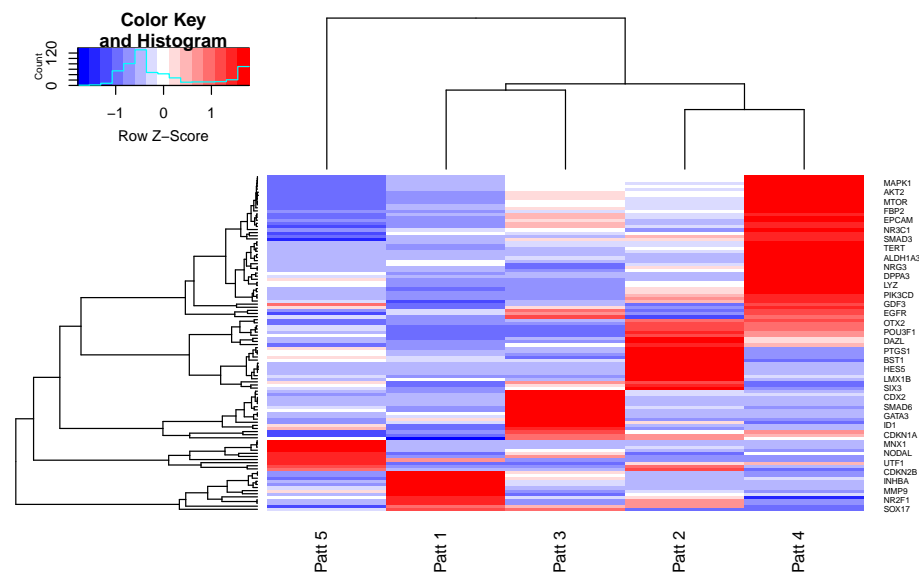 Color Key
and Histogram
Count
0
120
−1
0
1
Row Z−Score
MAPK1
AKT2
MTOR
FBP2
EPCAM
NR3C1
SMAD3
TERT
ALDH1A3
NRG3
DPPA3
LYZ
PIK3CD
GDF3
EGFR
OTX2
POU3F1
DAZL
PTGS1
BST1
HES5
LMX1B
SIX3
CDX2
SMAD6
GATA3
ID1
CDKN1A
MNX1
NODAL
UTF1
CDKN2B
INHBA
MMP9
NR2F1
SOX17
Patt 5
Patt 1
Patt 3
Patt 2
Patt 4